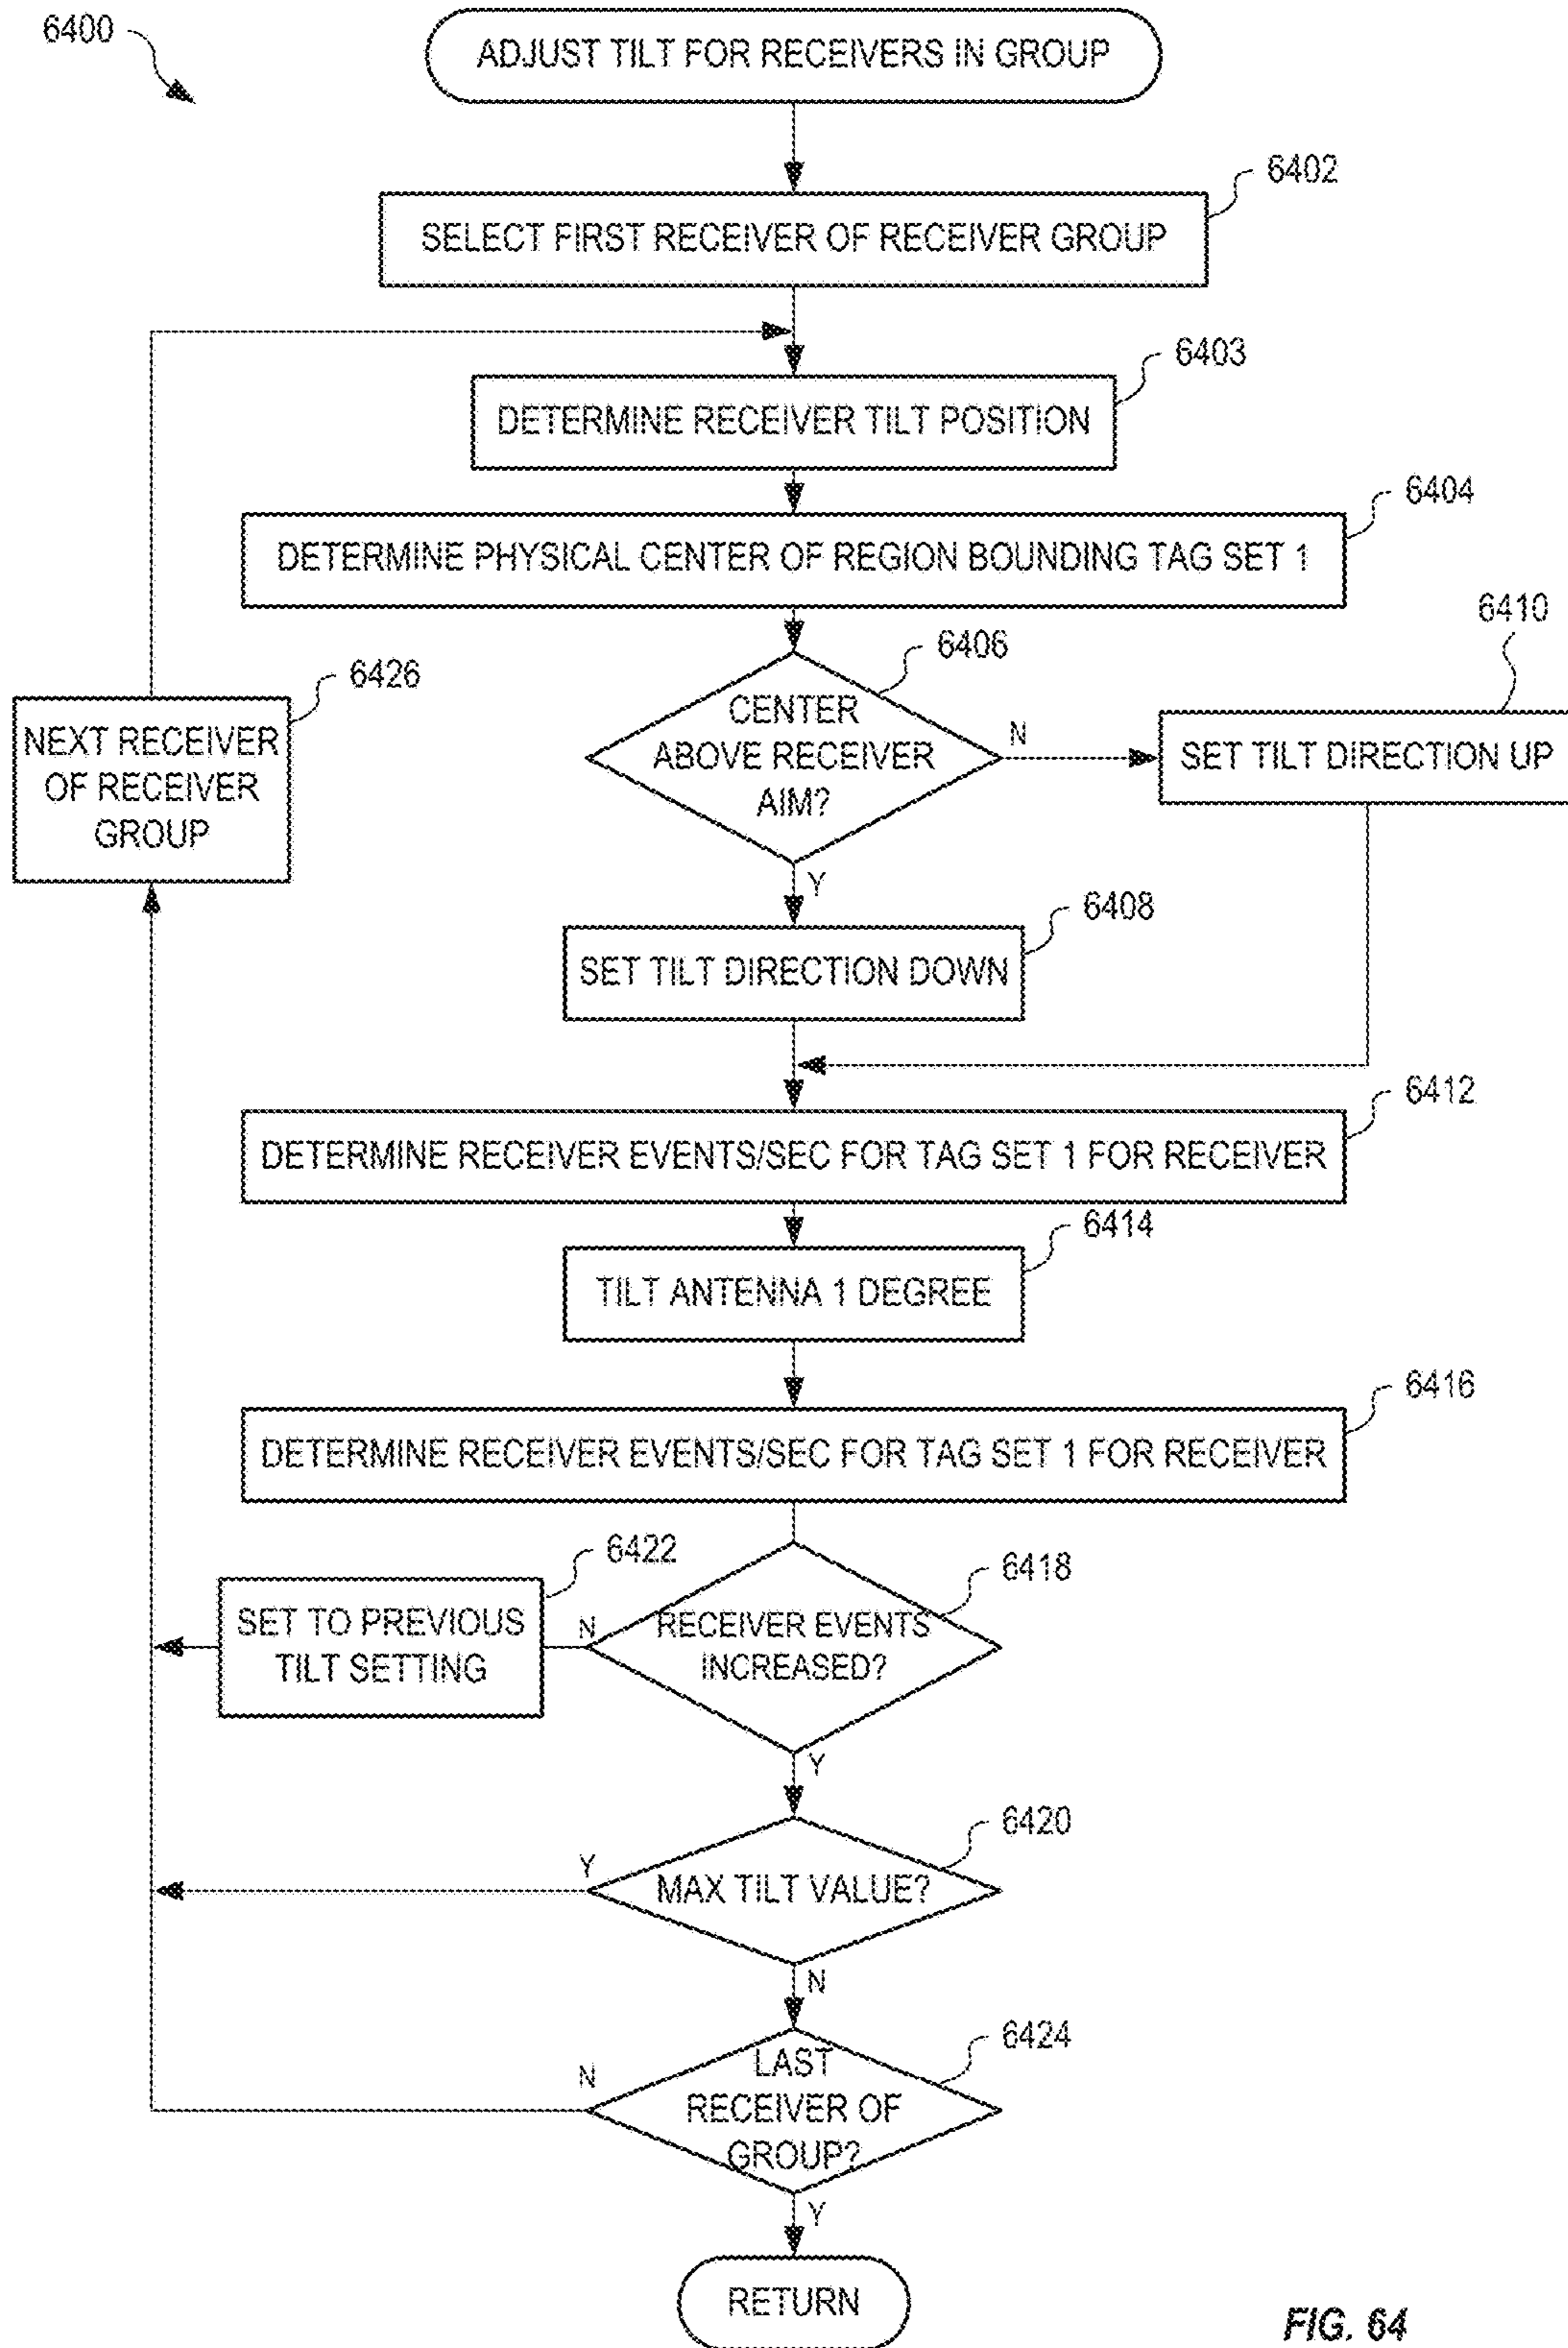 6400
ADJUST TILT FOR RECEIVERS IN GROUP
6402
SELECT FIRST RECEIVER OF RECEIVER GROUP
6403
DETERMINE RECEIVER TILT POSITION
6404
DETERMINE PHYSICAL CENTER OF REGION BOUNDING TAG SET 1
6406
CENTER
ABOVE RECEIVER
AIM?
N
6410
SET TILT DIRECTION UP
6426
NEXT RECEIVER
OF RECEIVER
GROUP
Y
6408
SET TILT DIRECTION DOWN
6412
DETERMINE RECEIVER EVENTS/SEC FOR TAG SET 1 FOR RECEIVER
6414
TILT ANTENNA 1 DEGREE
6416
DETERMINE RECEIVER EVENTS/SEC FOR TAG SET 1 FOR RECEIVER
6422
SET TO PREVIOUS
TILT SETTING
N
6418
RECEIVER EVENTS
INCREASED?
Y
6420
Y
MAX TILT VALUE?
N
6424
N
LAST
RECEIVER OF
GROUP?
Y
RETURN
FIG. 64